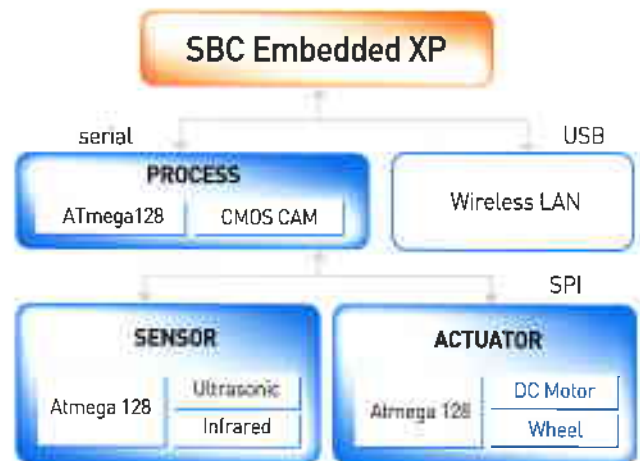 SBC Embedded XP
serial
USB
PROCESS
ATmega128
CMOS CAM
Wireless LAN
SPI
SENSOR
Atmega 128
Ultrasonic
Infrared
ACTUATOR
Atmega 128
DC Motor
Wheel